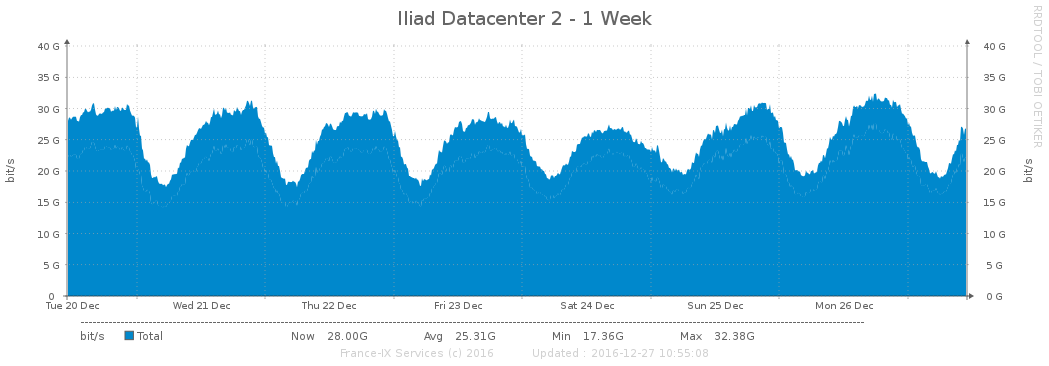 Iliad Datacenter 2 - 1 Week
RRDTOOL / TOBI OETIKER
40 G 40 G
35 G 35 G
30 G 30 G
25 G 25 G
20 G 20 G
15 G 15 G
10 G 10 G
5 G 5 G
0 0 G
bit/s bit/s
Tue 20 Dec Wed 21 Dec Thu 22 Dec Fri 23 Dec Sat 24 Dec Sun 25 Dec Mon 26 Dec
bit/s Total Now 28.00G Avg 25.31G Min 17.36G Max 32.38G
France-IX Services (c) 2016 Updated : 2016-12-27 10:55:08